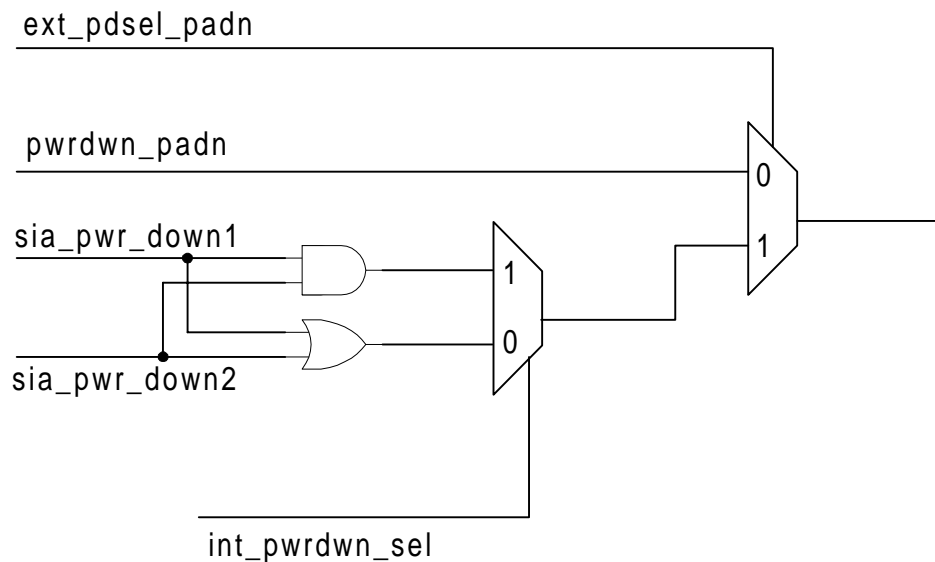 ext_pdsel_padn
pwrdwn_padn
0
sia_pwr_down1
1
1
0
sia_pwr_down2
int_pwrdwn_sel